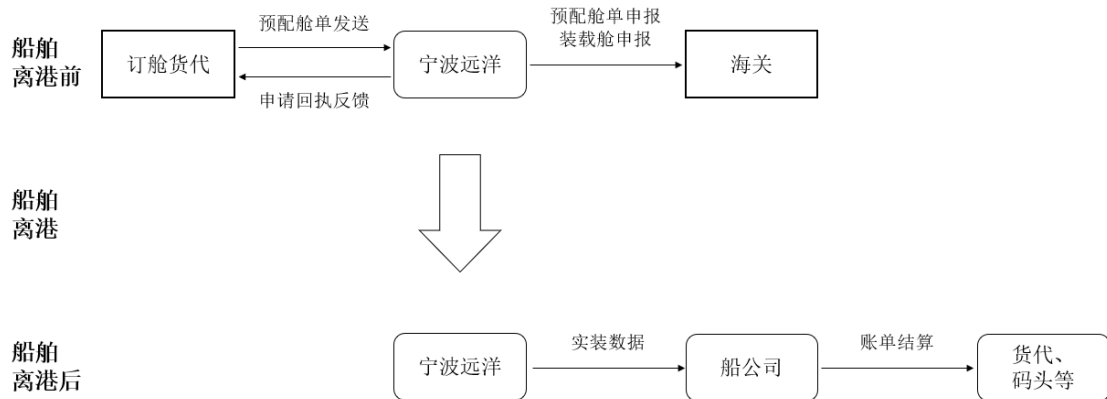 船舶
离港前
订舱货代
预配舱单发送
申请回执反馈
宁波远洋
预配舱单申报
装载舱申报
海关
船舶
离港
船舶
离港后
宁波远洋
实装数据
船公司
账单结算
货代、
码头等